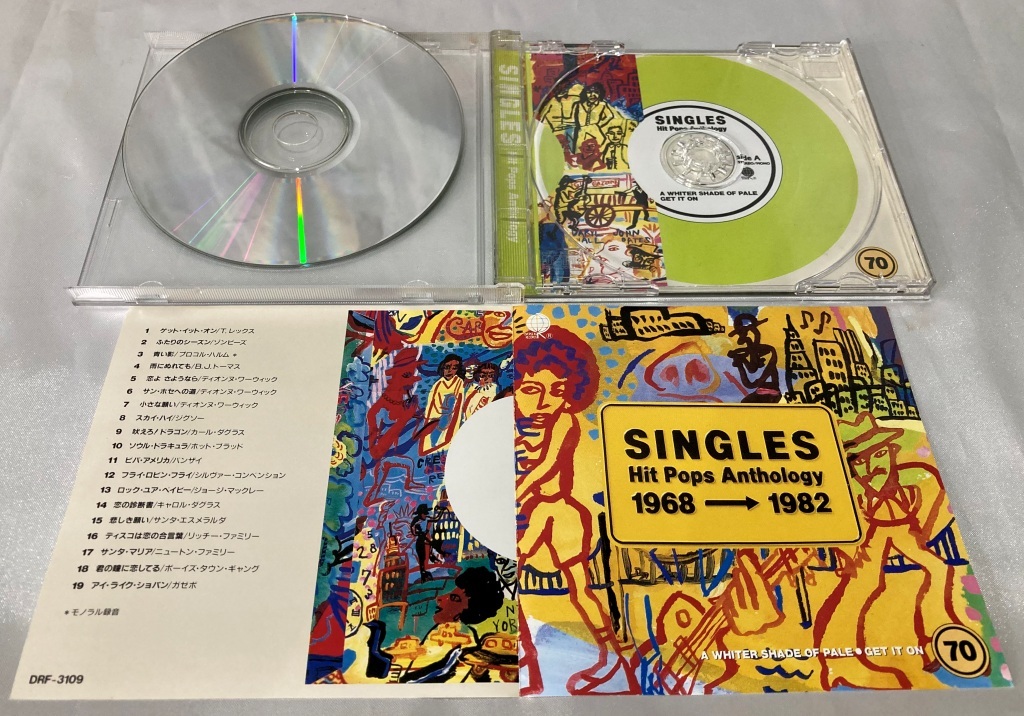 SINGLES Hit Pops Anthology
SINGLES
Hit Pops Anthology
side A
A WHITER SHADE OF PALE
GET IT ON
DARYL JOHN
HALL OATES
70
1 ゲット・イット・オン/T.レックス
2 ふたりのシーズン/ゾンビーズ
3 青い影/プロコル・ハルム *
4 雨にぬれても/B.J.トーマス
5 恋よ さようなら/ディオンヌ・ワーウィック
6 サン・ホセへの道/ディオンヌ・ワーウィック
7 小さな願い/ディオンヌ・ワーウィック
8 スカイ・ハイ/ジグソー
9 吠えろ!ドラゴン/カール・ダグラス
10 ソウル・ドラキュラ/ホット・ブラッド
11 ビバ・アメリカ/バンザイ
12 フライ・ロビン・フライ/シルヴァー・コンベンション
13 ロック・ユア・ベイビー/ジョージ・マックレー
14 恋の診断書/キャロル・ダグラス
15 悲しき願い/サンタ・エスメラルダ
16 ディスコは恋の合言葉/リッチー・ファミリー
17 サンタ・マリア/ニュートン・ファミリー
18 君の瞳に恋してる/ボーイズ・タウン・ギャング
19 アイ・ライク・ショパン/ガゼボ
*モノラル録音
DRF-3109
SINGLES
Hit Pops Anthology
1968 → 1982
A WHITER SHADE OF PALE ● GET IT ON
70